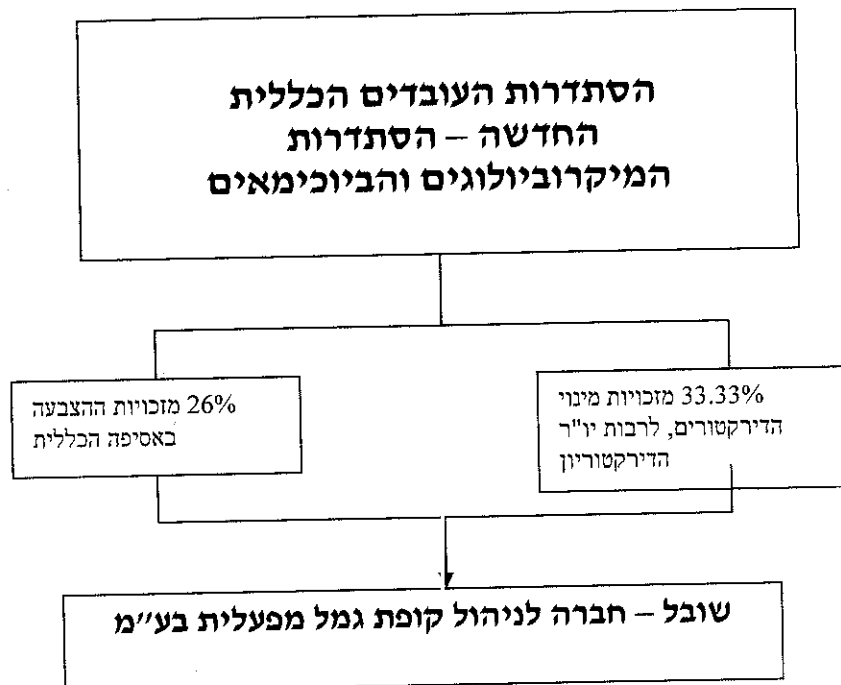 הסתדרות העובדים הכללית
החדשה – הסתדרות
המיקרוביולוגים והביוכימאים
33.33% מזכויות מינוי
הדירקטורים, לרבות יו"ר
הדירקטוריון
26% מזכויות ההצבעה
באסיפה הכללית
שובל – חברה לניהול קופת גמל מפעלית בע"מ